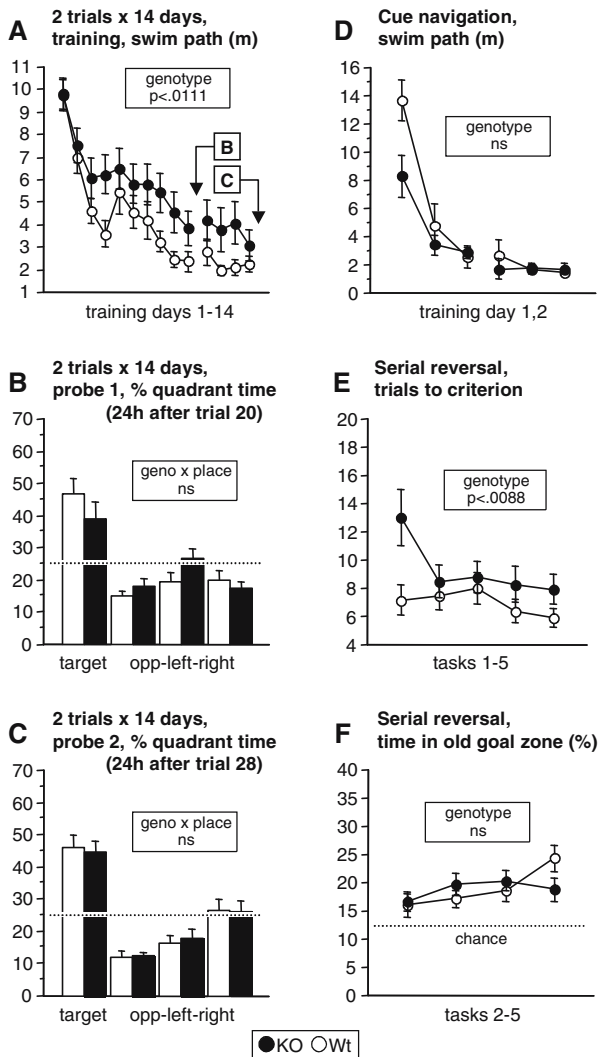 A
2 trials x 14 days,
training, swim path (m)
11
10
9
8
7
6
5
4
3
2
1
genotype
p<.0111
B
C
training days 1-14
D
Cue navigation,
swim path (m)
16
14
12
10
8
6
4
2
0
genotype
ns
training day 1,2
B
2 trials x 14 days,
probe 1, % quadrant time
(24h after trial 20)
70
60
50
40
30
20
10
0
geno x place
ns
target opp-left-right
E
Serial reversal,
trials to criterion
20
18
16
14
12
10
8
6
4
genotype
p<.0088
tasks 1-5
C
2 trials x 14 days,
probe 2, % quadrant time
(24h after trial 28)
70
60
50
40
30
20
10
0
geno x place
ns
target opp-left-right
F
Serial reversal,
time in old goal zone (%)
40
35
30
25
20
15
10
5
0
genotype
ns
chance
tasks 2-5
KO Wt